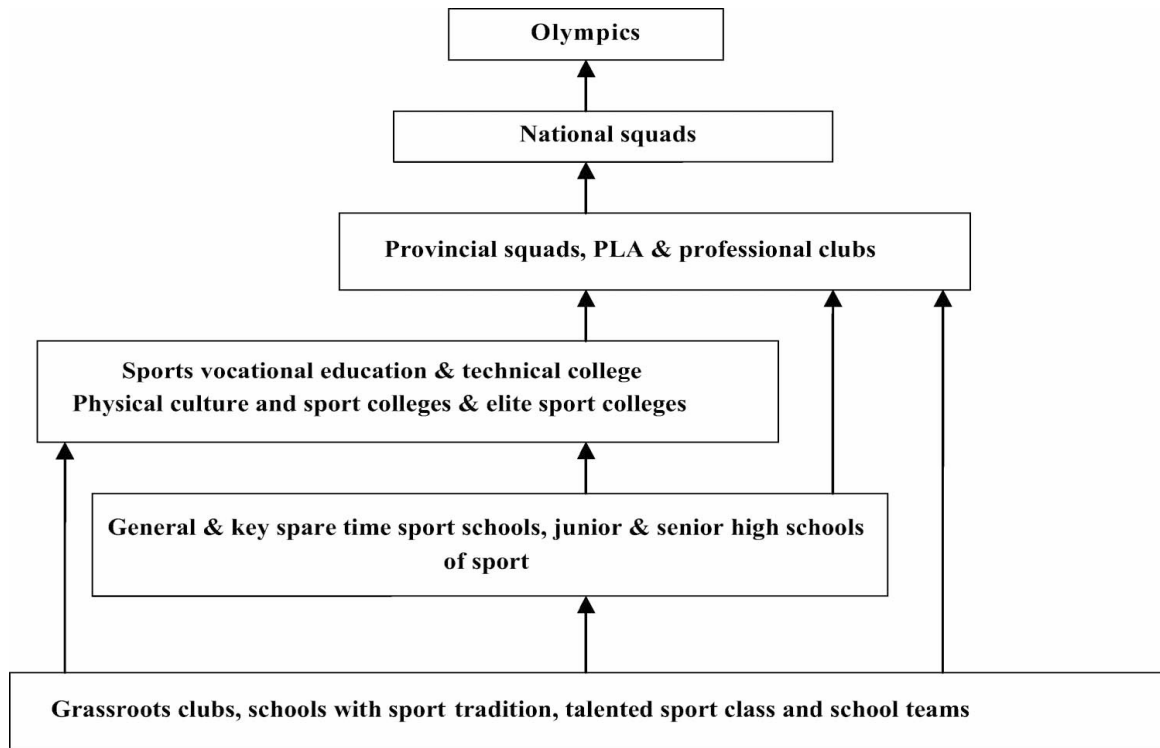 Olympics
National squads
Provincial squads, PLA & professional clubs
Sports vocational education & technical college
Physical culture and sport colleges & elite sport colleges
General & key spare time sport schools, junior & senior high schools
of sport
Grassroots clubs, schools with sport tradition, talented sport class and school teams